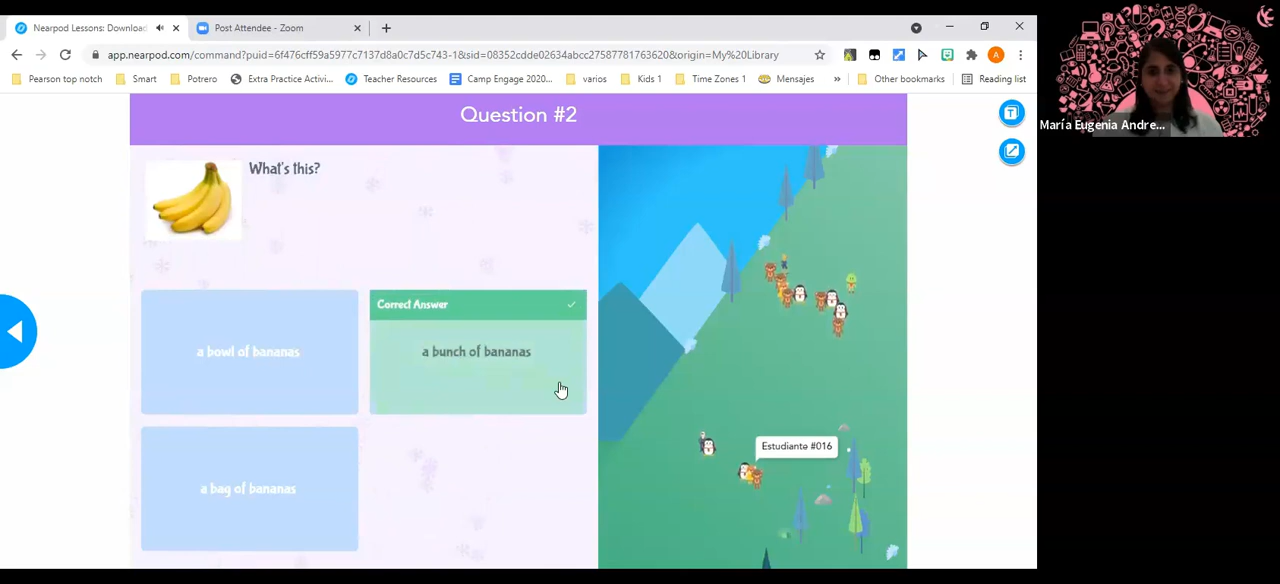 Nearpod Lessons: Downloa
Post Attendee - Zoom
app.nearpod.com/command?puid=6f476cff59a5977c7137d8a0c7d5c743-1&sid=08352cdde02634abcc27587781763620&origin=My%20Library
Pearson top notch
Smart
Potrero
Extra Practice Activi...
Teacher Resources
Camp Engage 2020...
varios
Kids 1
Time Zones 1
Mensajes
»
Other bookmarks
Reading list
A
María Eugenia Andre...
Question #2
T
What's this?
a bowl of bananas
Correct Answer
a bunch of bananas
a bag of bananas
Estudiante #016